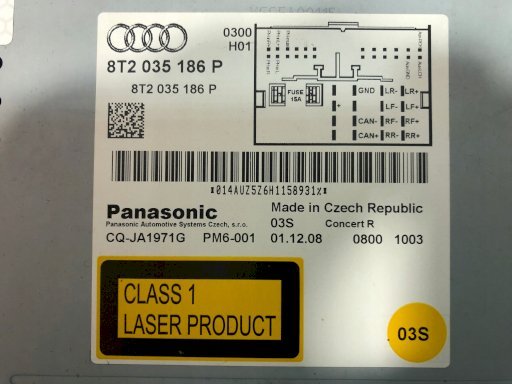 0300
H01
8T2 035 186 P
8T2 035 186 P
FUSE
15A
GND LR- LR+
+ LF- LF+
CAN- RF- RF+
CAN+ RR- RR+
*014AUZ5Z6H1158931%*
Panasonic Made in Czech Republic
Panasonic Automotive Systems Czech, s.r.o. 03S Concert R
CQ-JA1971G PM6-001 01.12.08 0800 1003
CLASS 1
LASER PRODUCT
03S